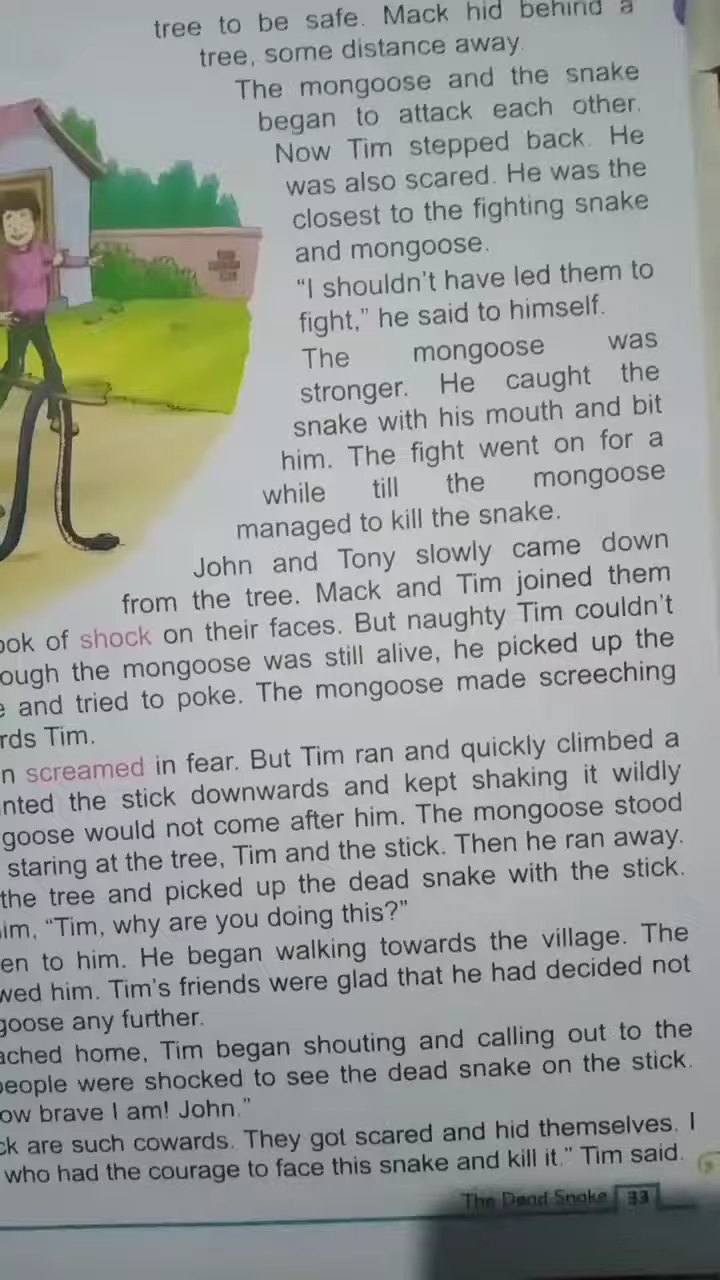 tree to be safe. Mack hid behind a
tree, some distance away.
The mongoose and the snake
began to attack each other.
Now Tim stepped back. He
was also scared. He was the
closest to the fighting snake
and mongoose.
“I shouldn't have led them to
fight,” he said to himself.
The mongoose was
stronger. He caught the
snake with his mouth and bit
him. The fight went on for a
while till the mongoose
managed to kill the snake.
John and Tony slowly came down
from the tree. Mack and Tim joined them
ook of shock on their faces. But naughty Tim couldn't
ough the mongoose was still alive, he picked up the
e and tried to poke. The mongoose made screeching
rds Tim.
n screamed in fear. But Tim ran and quickly climbed a
nted the stick downwards and kept shaking it wildly
goose would not come after him. The mongoose stood
staring at the tree, Tim and the stick. Then he ran away.
the tree and picked up the dead snake with the stick.
im, “Tim, why are you doing this?”
en to him. He began walking towards the village. The
wed him. Tim's friends were glad that he had decided not
goose any further.
ached home, Tim began shouting and calling out to the
people were shocked to see the dead snake on the stick.
ow brave I am! John.”
ck are such cowards. They got scared and hid themselves. I
who had the courage to face this snake and kill it.” Tim said.
The Dead Snake 33